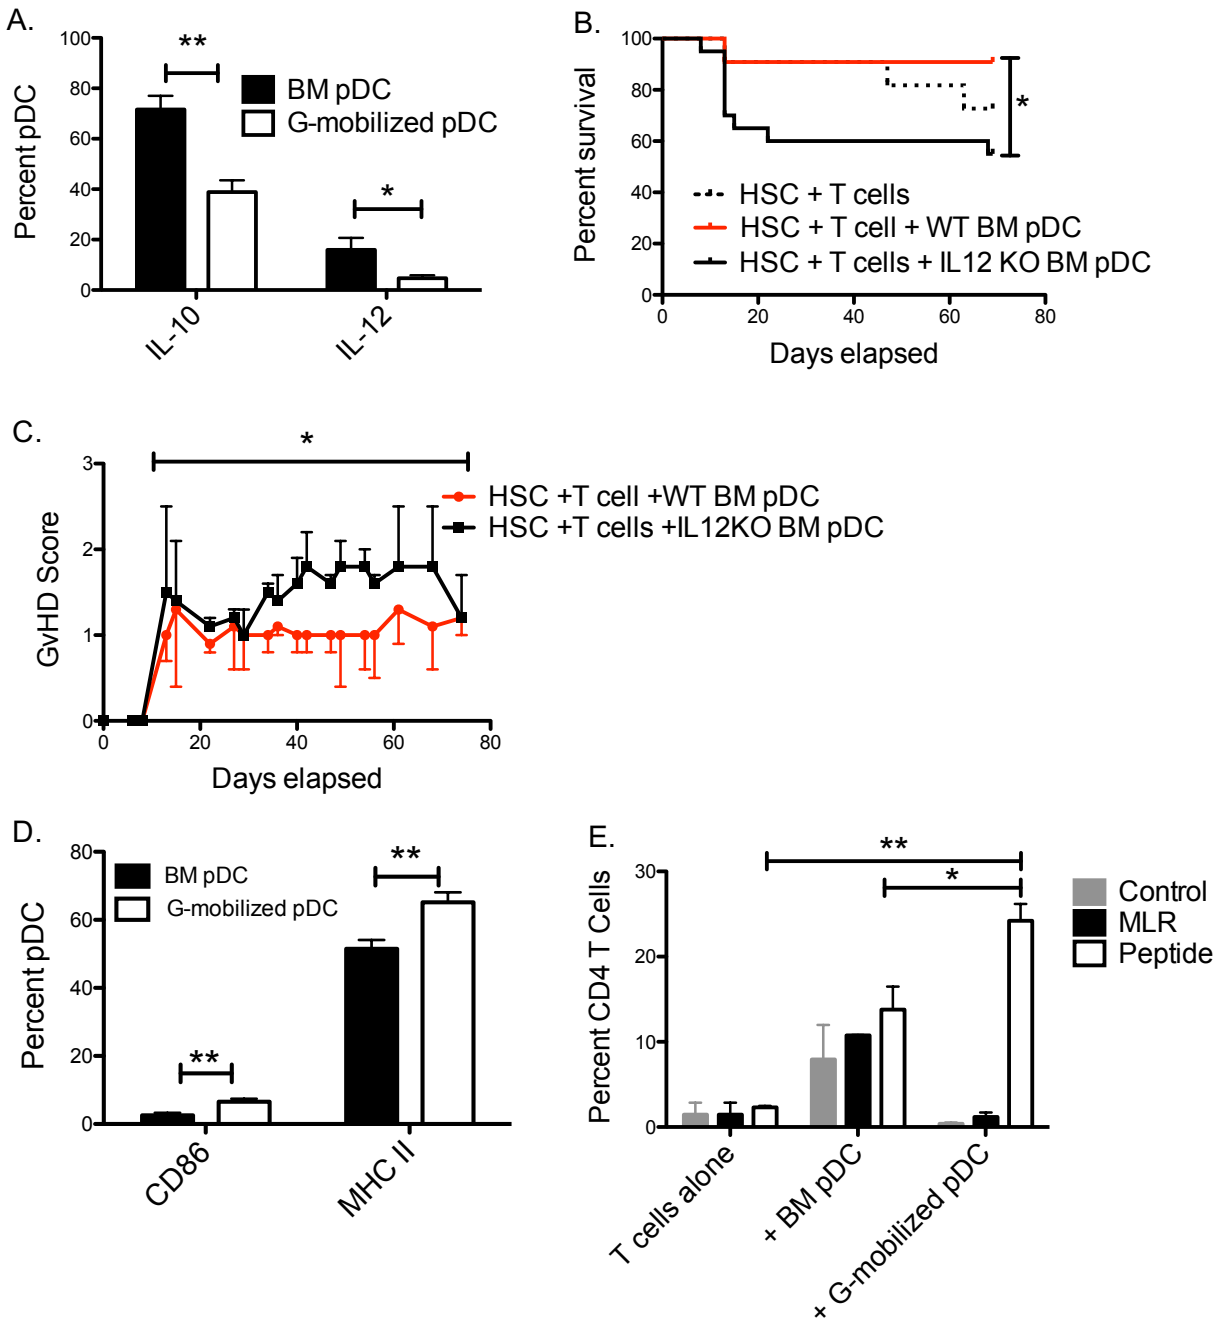 A.
Percent pDC
100
80
60
40
20
0
**
*
BM pDC
G-mobilized pDC
IL-10
IL-12
B.
Percent survival
100
80
60
40
20
0
*
HSC + T cells
HSC + T cell + WT BM pDC
HSC + T cells + IL12 KO BM pDC
0
20
40
60
80
Days elapsed
C.
GvHD Score
3
2
1
0
*
HSC +T cell +WT BM pDC
HSC +T cells +IL12KO BM pDC
0
20
40
60
80
Days elapsed
D.
Percent pDC
80
60
40
20
0
BM pDC
G-mobilized pDC
**
**
CD86
MHC II
E.
Percent CD4 T Cells
30
20
10
0
**
*
Control
MLR
Peptide
T cells alone
+ BM pDC
+ G-mobilized pDC